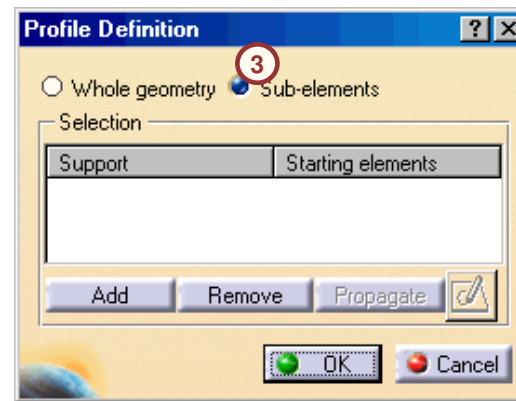 Profile Definition
? X
3
Whole geometry Sub-elements
Selection
Support Starting elements
Add Remove Propagate
OK Cancel